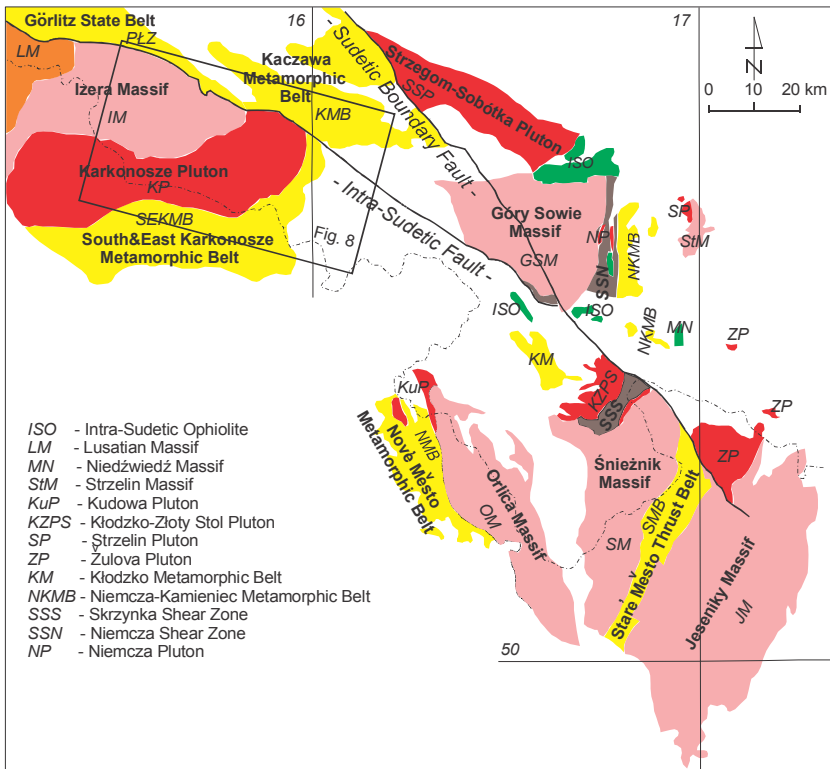 Görlitz State Belt
PŁZ
16
17
LM
Kaczawa
Metamorphic
Belt
- Sudetic Boundary Fault -
Strzegom-Sobótka Pluton
SSP
N
0 10 20 km
Iżera Massif
IM
KMB
ISO
Karkonosze Pluton
KP
- Intra-Sudetic Fault -
Góry Sowie
Massif
GSM
NP
SSN
NKMB
SP
StM
SEKMB
South&East Karkonosze
Metamorphic Belt
Fig. 8
ISO
ISO
NKMB
MN
ZP
KM
KuP
KZPS
SSS
ZP
NMB
Novè Mĕsto
Metamorphic Belt
Orlica Massif
OM
Śnieżnik
Massif
SM
SMB
Starè Mĕsto Thrust Belt
ZP
Jeseniky Massif
JM
50
ISO - Intra-Sudetic Ophiolite
LM - Lusatian Massif
MN - Niedźwiedź Massif
StM - Strzelin Massif
KuP - Kudowa Pluton
KZPS - Kłodzko-Złoty Stol Pluton
SP - Strzelin Pluton
ZP - Žulova Pluton
KM - Kłodzko Metamorphic Belt
NKMB - Niemcza-Kamieniec Metamorphic Belt
SSS - Skrzynka Shear Zone
SSN - Niemcza Shear Zone
NP - Niemcza Pluton